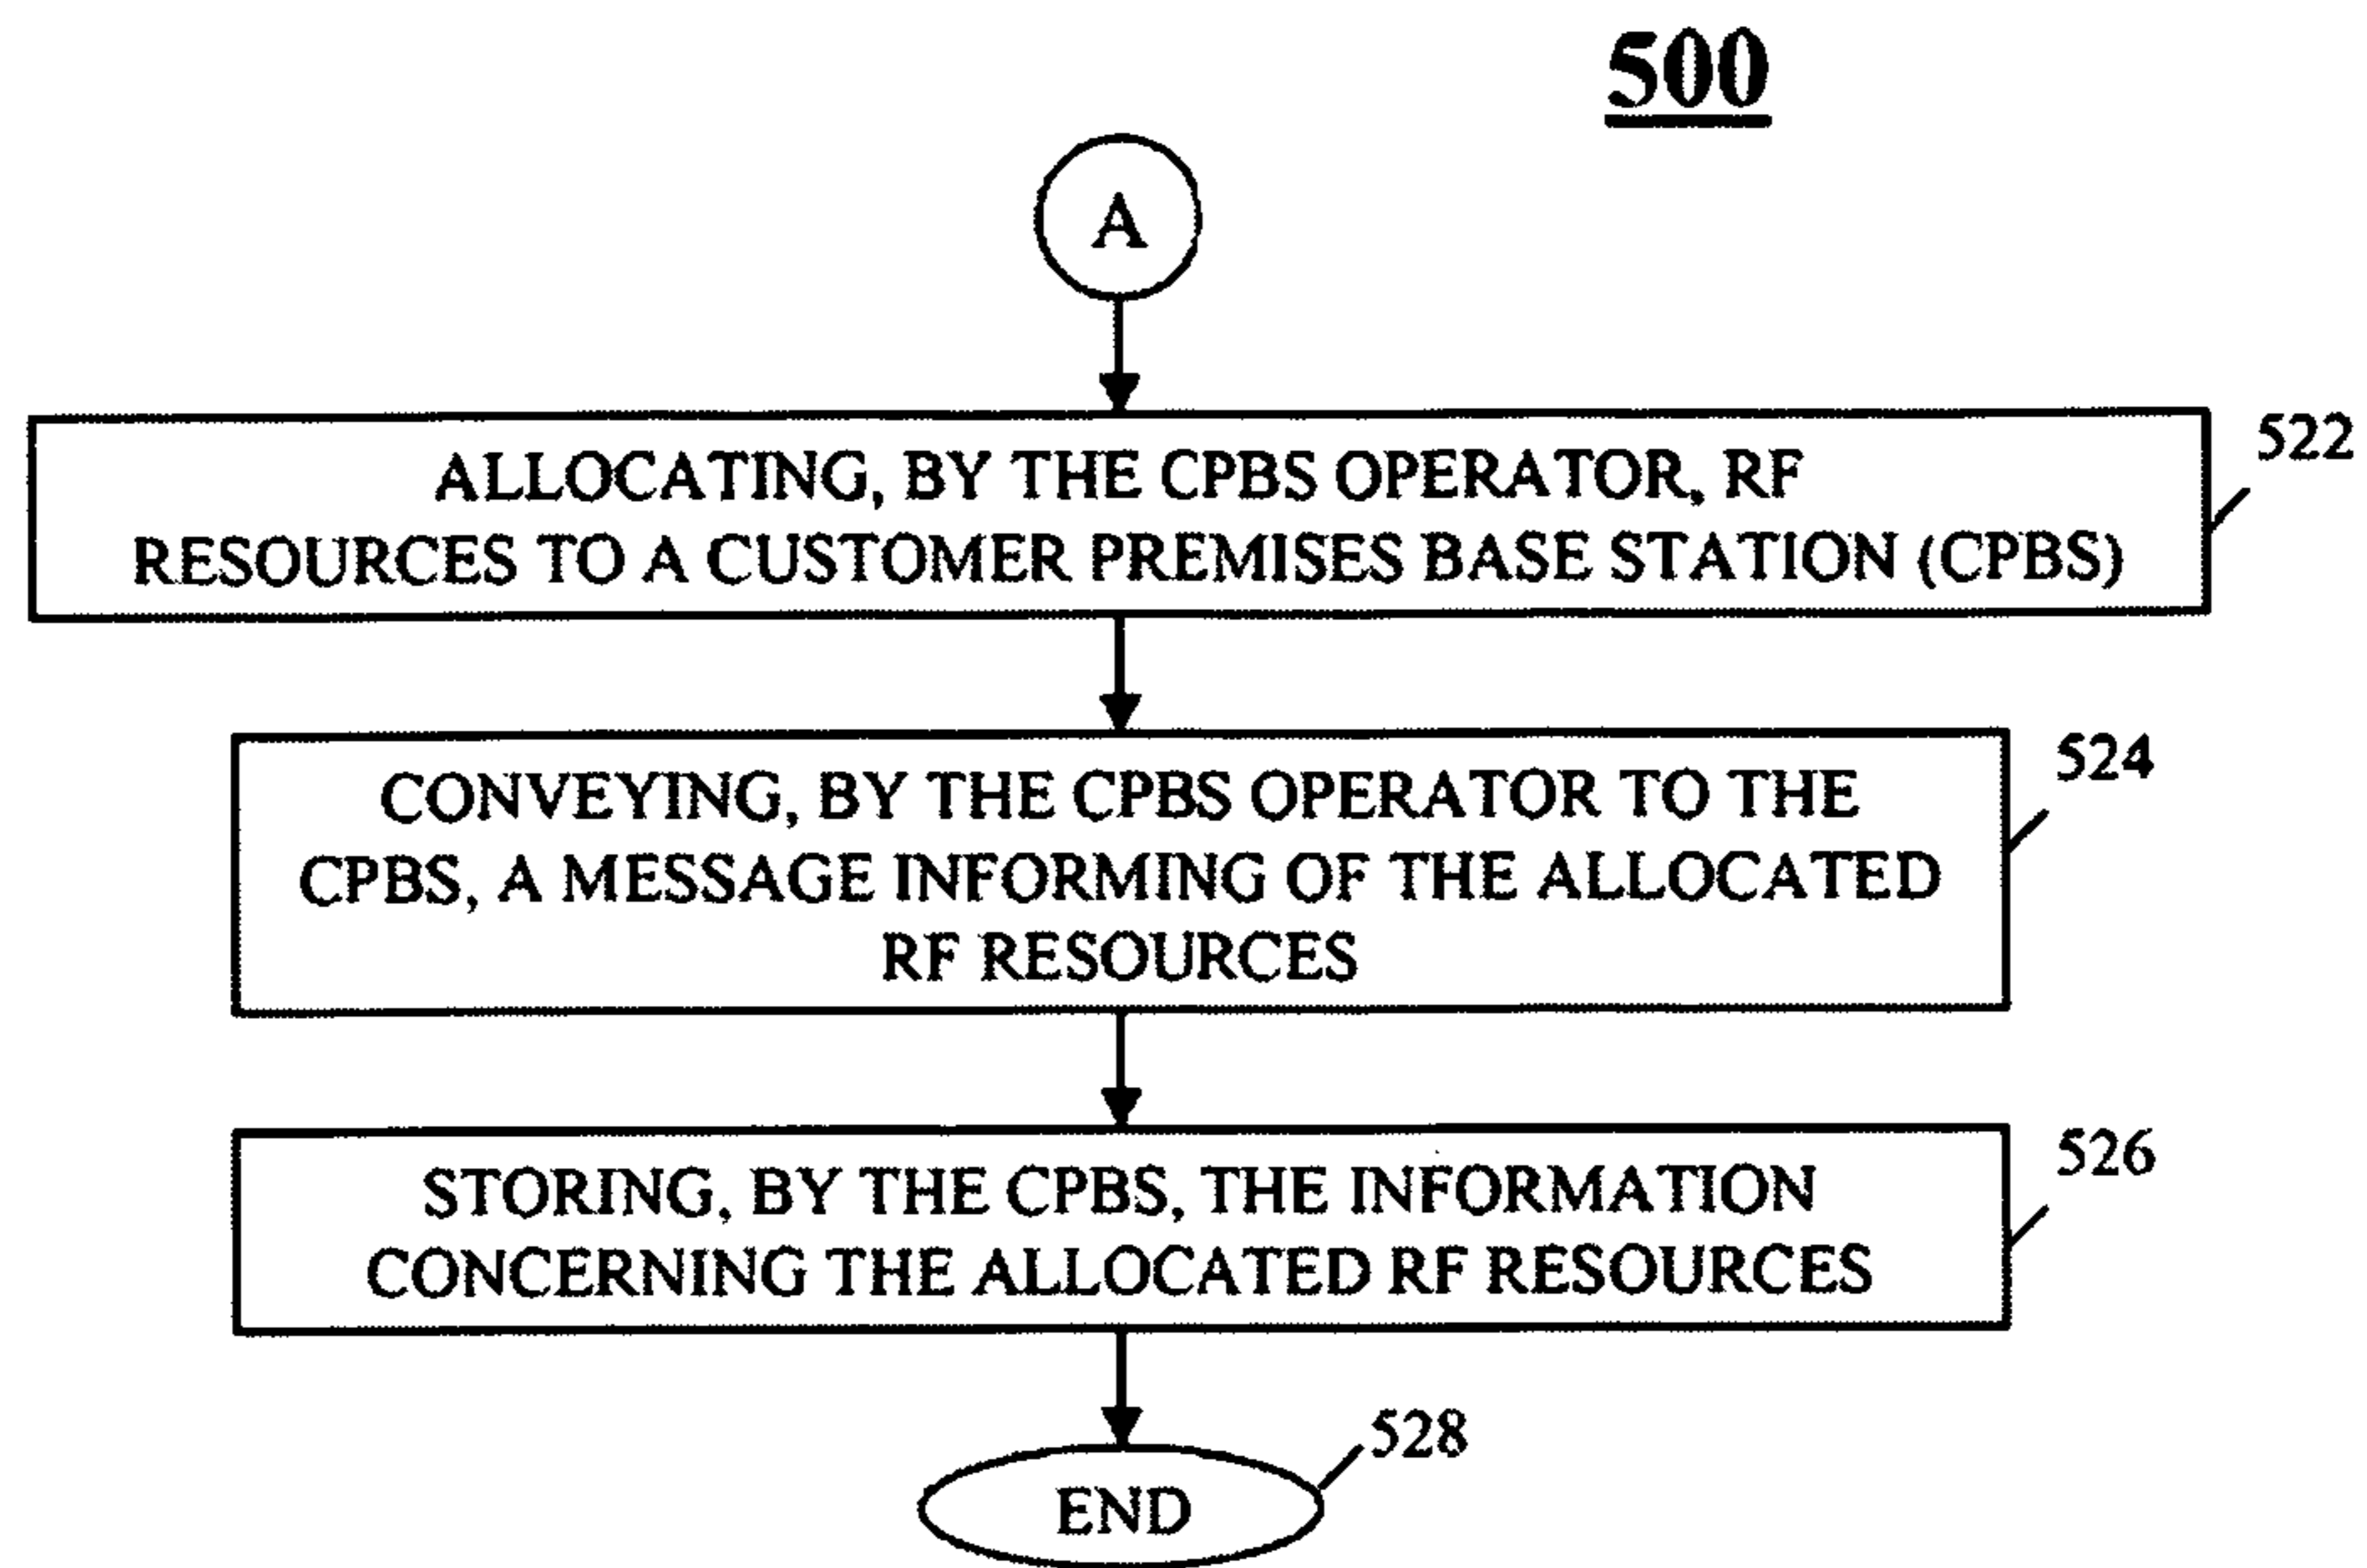 500
A
ALLOCATING, BY THE CPBS OPERATOR, RF
RESOURCES TO A CUSTOMER PREMISES BASE STATION (CPBS)
522
CONVEYING, BY THE CPBS OPERATOR TO THE
CPBS, A MESSAGE INFORMING OF THE ALLOCATED
RF RESOURCES
524
STORING, BY THE CPBS, THE INFORMATION
CONCERNING THE ALLOCATED RF RESOURCES
526
END
528